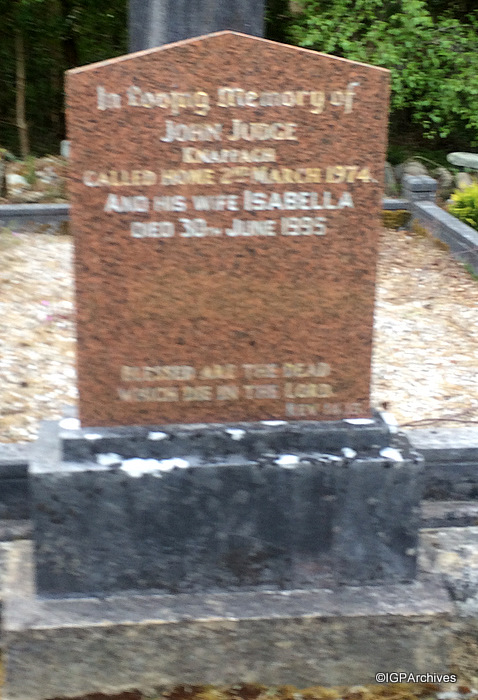 In Loving Memory of
JOHN JUDGE
KNAPPAGH
CALLED HOME 2ND MARCH 1974.
AND HIS WIFE ISABELLA
DIED 30TH JUNE 1995
BLESSED ARE THE DEAD
WHICH DIE IN THE LORD.
REV.
©IGPArchives